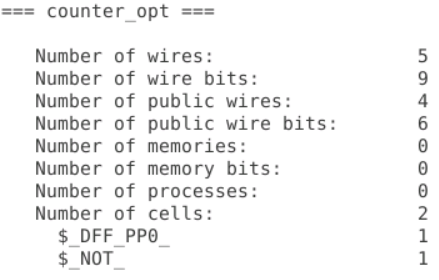 === counter_opt ===
Number of wires: 5
Number of wire bits: 9
Number of public wires: 4
Number of public wire bits: 6
Number of memories: 0
Number of memory bits: 0
Number of processes: 0
Number of cells: 2
$_DFF_PP0_ 1
$_NOT_ 1